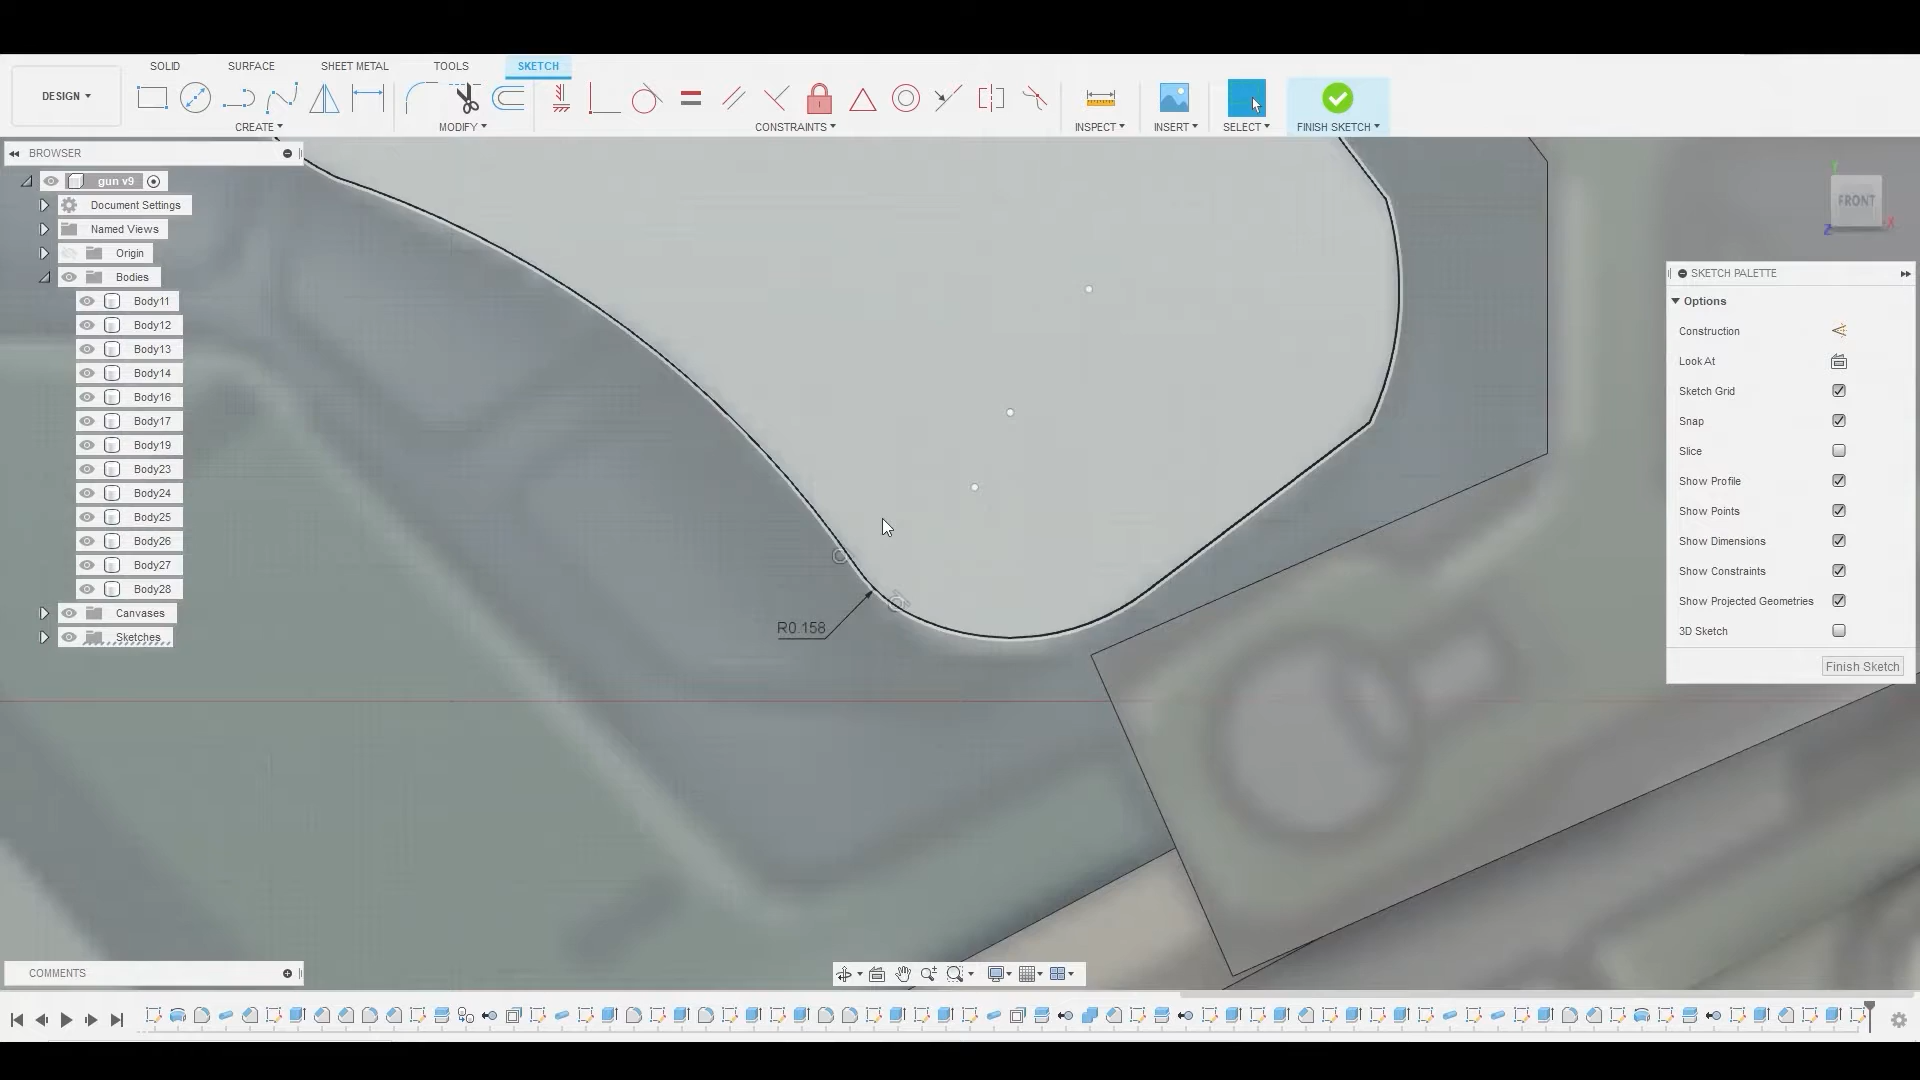 SOLID SURFACE SHEET METAL TOOLS SKETCH
DESIGN
CREATE MODIFY CONSTRAINTS INSPECT INSERT SELECT FINISH SKETCH
BROWSER
gun v9
Document Settings
Named Views
Origin
Bodies
Body11
Body12
Body13
Body14
Body16
Body17
Body19
Body23
Body24
Body25
Body26
Body27
Body28
Canvases
Sketches
R0.158
Y
FRONT
Z
X
SKETCH PALETTE
Options
Construction
Look At
Sketch Grid
Snap
Slice
Show Profile
Show Points
Show Dimensions
Show Constraints
Show Projected Geometries
3D Sketch
Finish Sketch
COMMENTS